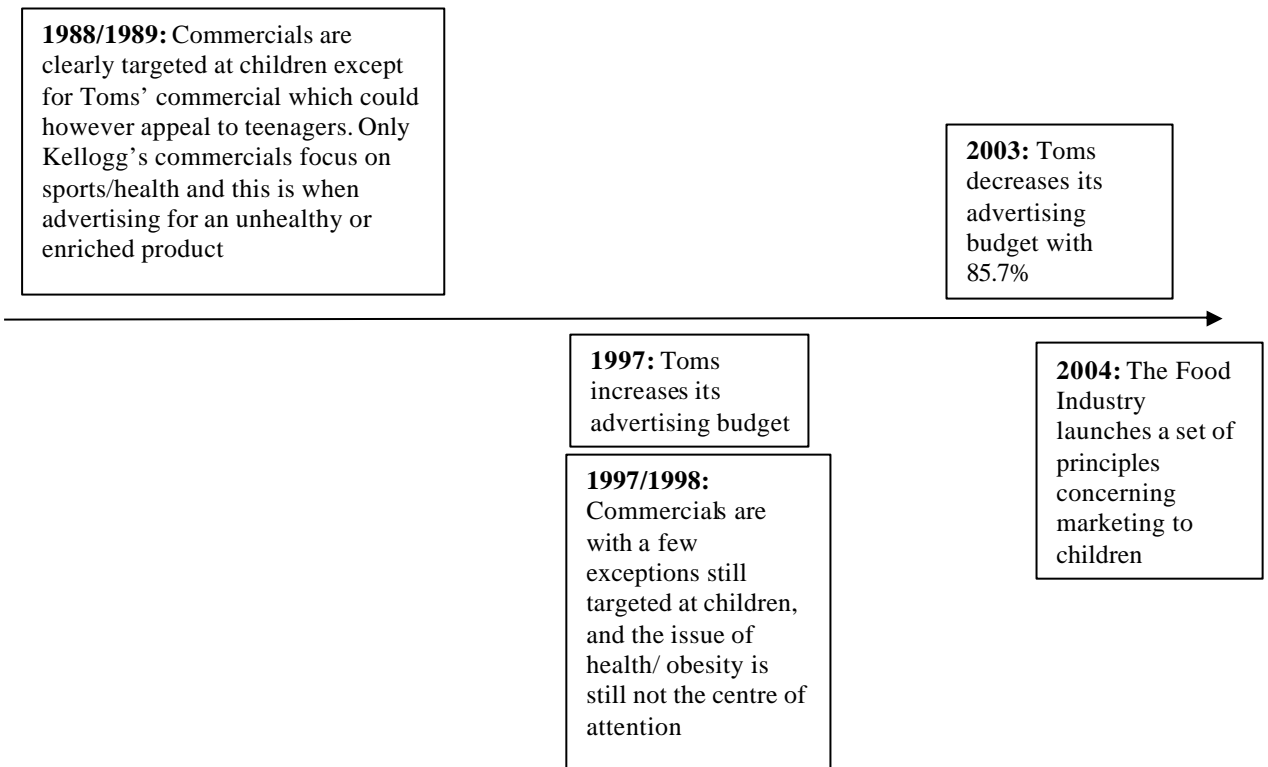 1988/1989: Commercials are
clearly targeted at children except
for Toms’ commercial which could
however appeal to teenagers. Only
Kellogg’s commercials focus on
sports/health and this is when
advertising for an unhealthy or
enriched product
2003: Toms
decreases its
advertising
budget with
85.7%
1997: Toms
increases its
advertising budget
1997/1998:
Commercials are
with a few
exceptions still
targeted at children,
and the issue of
health/ obesity is
still not the centre of
attention
2004: The Food
Industry
launches a set of
principles
concerning
marketing to
children